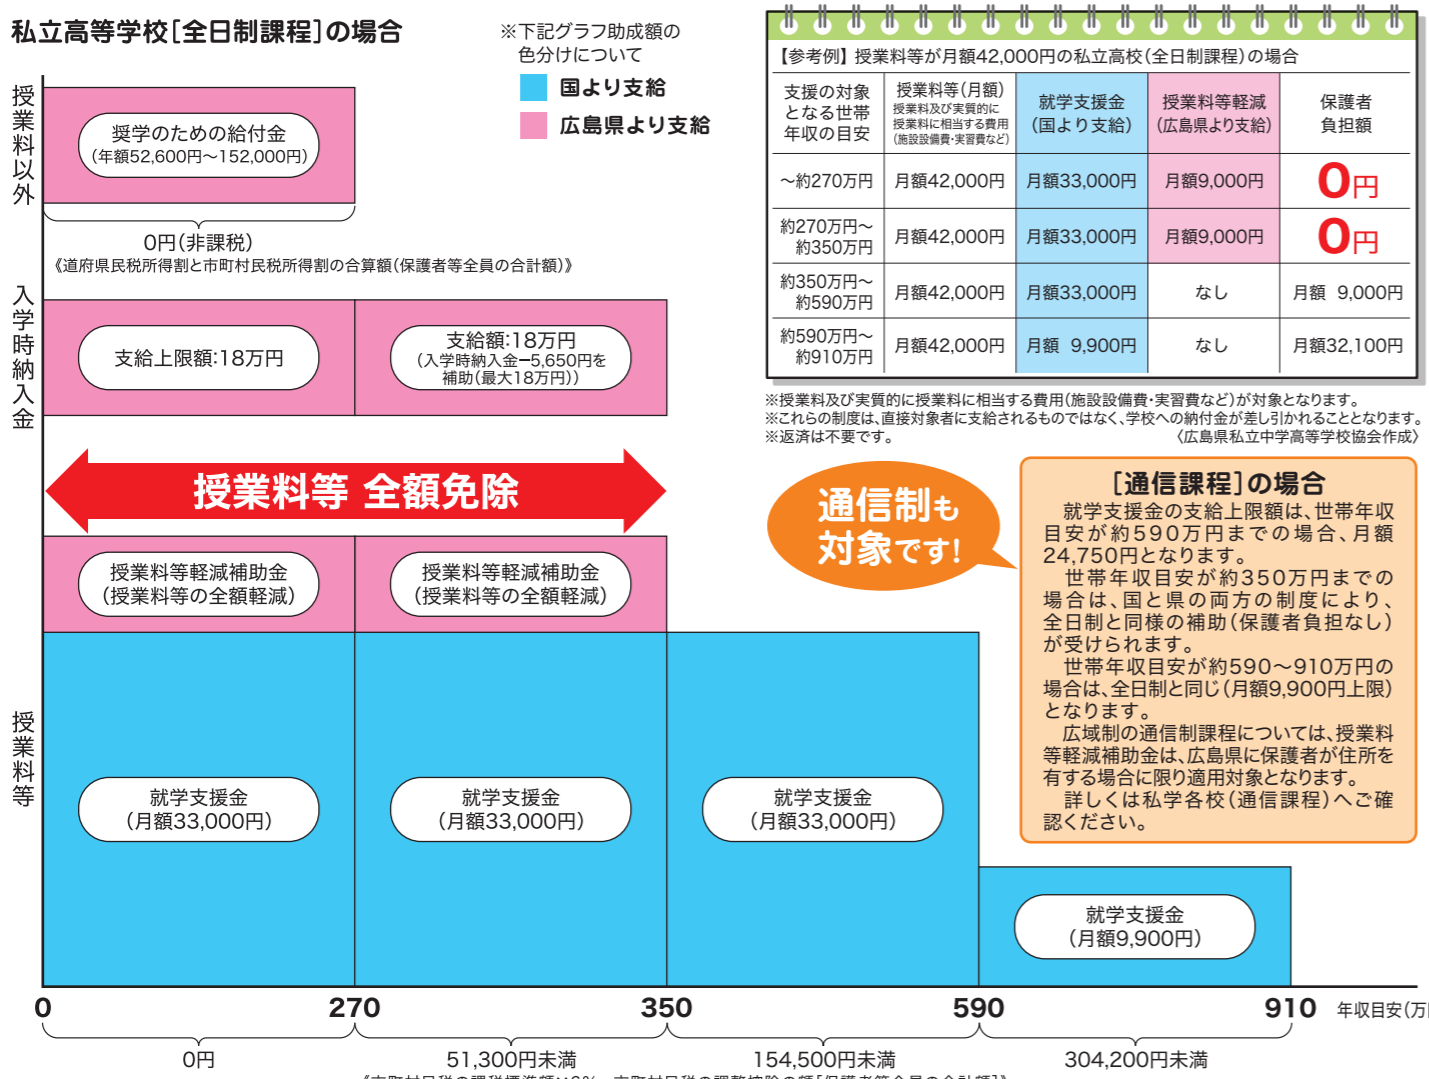 私立高等学校[全日制課程]の場合
※下記グラフ助成額の
色分けについて
国より支給
広島県より支給
授業料以外
奨学のための給付金
(年額52,600円～152,000円)
0円(非課税)
《道府県民税所得割と市町村民税所得割の合算額(保護者等全員の合計額)》
入学時納入金
支給上限額:18万円
支給額:18万円
(入学時納入金ー5,650円を
補助(最大18万円))
授業料等 全額免除
授業料等軽減補助金
(授業料等の全額軽減)
授業料等軽減補助金
(授業料等の全額軽減)
授業料等
就学支援金
(月額33,000円)
就学支援金
(月額33,000円)
就学支援金
(月額33,000円)
就学支援金
(月額9,900円)
0 270 350 590 910 年収目安(万
0円 51,300円未満 154,500円未満 304,200円未満
【参考例】授業料等が月額42,000円の私立高校(全日制課程)の場合
支援の対象
となる世帯
年収の目安
授業料等(月額)
授業料及び実質的に
授業料に相当する費用
(施設設備費・実習費など)
就学支援金
(国より支給)
授業料等軽減
(広島県より支給)
保護者
負担額
～約270万円 月額42,000円 月額33,000円 月額9,000円 0円
約270万円～
約350万円 月額42,000円 月額33,000円 月額9,000円 0円
約350万円～
約590万円 月額42,000円 月額33,000円 なし 月額 9,000円
約590万円～
約910万円 月額42,000円 月額 9,900円 なし 月額32,100円
※授業料及び実質的に授業料に相当する費用(施設設備費・実習費など)が対象となります。
※これらの制度は、直接対象者に支給されるものではなく、学校への納付金が差し引かれることとなります。
※返済は不要です。 〈広島県私立中学高等学校協会作成〉
通信制も
対象です!
[通信課程]の場合
就学支援金の支給上限額は、世帯年収
目安が約590万円までの場合、月額
24,750円となります。
世帯年収目安が約350万円までの
場合は、国と県の両方の制度により、
全日制と同様の補助(保護者負担なし)
が受けられます。
世帯年収目安が約590～910万円の
場合は、全日制と同じ(月額9,900円上限)
となります。
広域制の通信制課程については、授業料
等軽減補助金は、広島県に保護者が住所を
有する場合に限り適用対象となります。
詳しくは私学各校(通信課程)へご確
認ください。